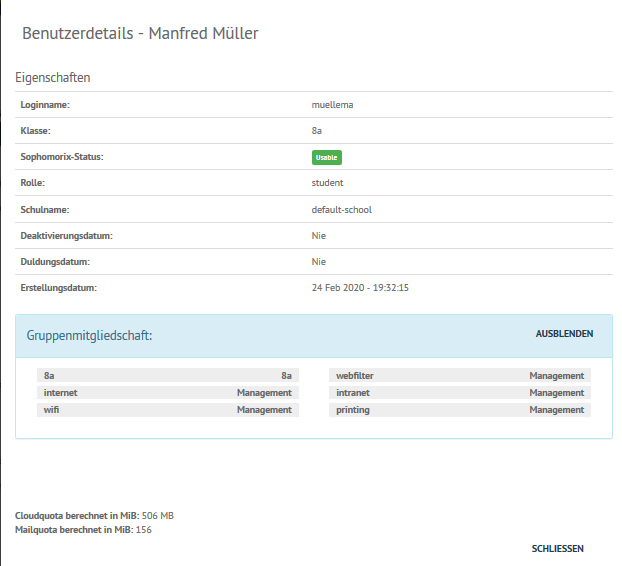 Benutzerdetails - Manfred Müller
Eigenschaften
Loginname: muellema
Klasse: 8a
Sophomorix-Status: Usable
Rolle: student
Schulname: default-school
Deaktivierungsdatum: Nie
Duldungsdatum: Nie
Erstellungsdatum: 24 Feb 2020 - 19:32:15
Gruppenmitgliedschaft: AUSBLENDEN
8a 8a webfilter Management
internet Management intranet Management
wifi Management printing Management
Cloudquota berechnet in MiB: 506 MB
Mailquota berechnet in MiB: 156
SCHLIESSEN